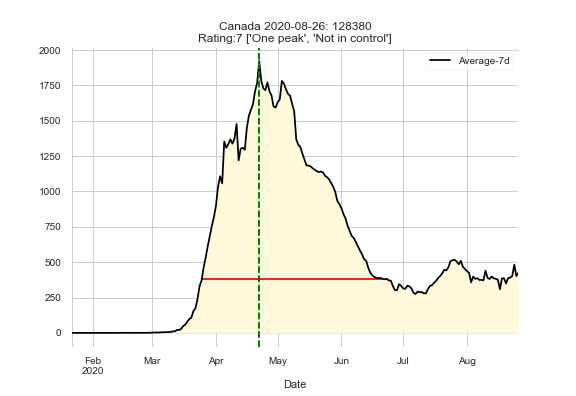 Canada 2020-08-26: 128380
Rating:7 ['One peak', 'Not in control']
2000
1750
1500
1250
1000
750
500
250
0
Average-7d
Feb
2020
Mar
Apr
May
Jun
Jul
Aug
Date